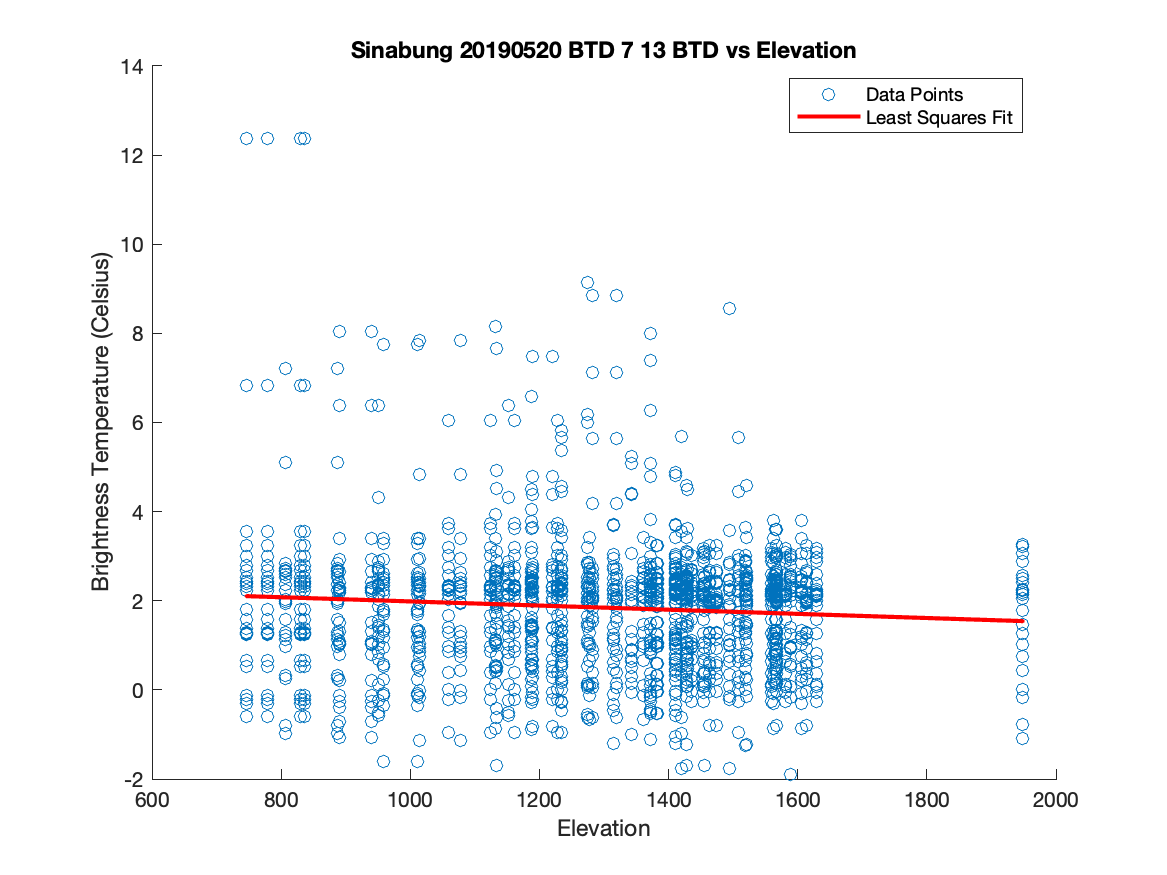 Sinabung 20190520 BTD 7 13 BTD vs Elevation
14
12
10
8
6
4
2
0
-2
Brightness Temperature (Celsius)
Data Points
Least Squares Fit
600 800 1000 1200 1400 1600 1800 2000
Elevation